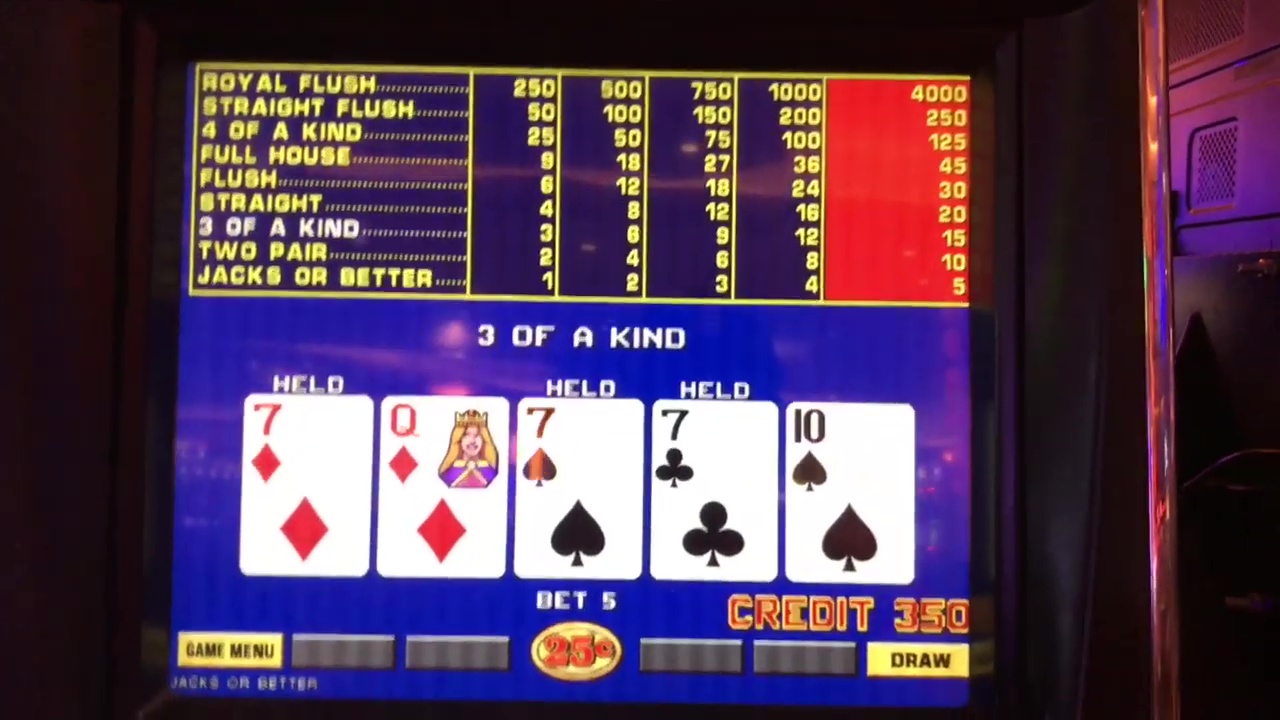 ROYAL FLUSH 250 500 750 1000 4000
STRAIGHT FLUSH 50 100 150 200 250
4 OF A KIND 25 50 75 100 125
FULL HOUSE 9 18 27 36 45
FLUSH 6 12 18 24 30
STRAIGHT 4 8 12 16 20
3 OF A KIND 3 6 9 12 15
TWO PAIR 2 4 6 8 10
JACKS OR BETTER 1 2 3 4 5
3 OF A KIND
HELD HELD HELD
7 Q 7 7 10
BET 5 CREDIT 350
GAME MENU 25¢ DRAW
JACKS OR BETTER